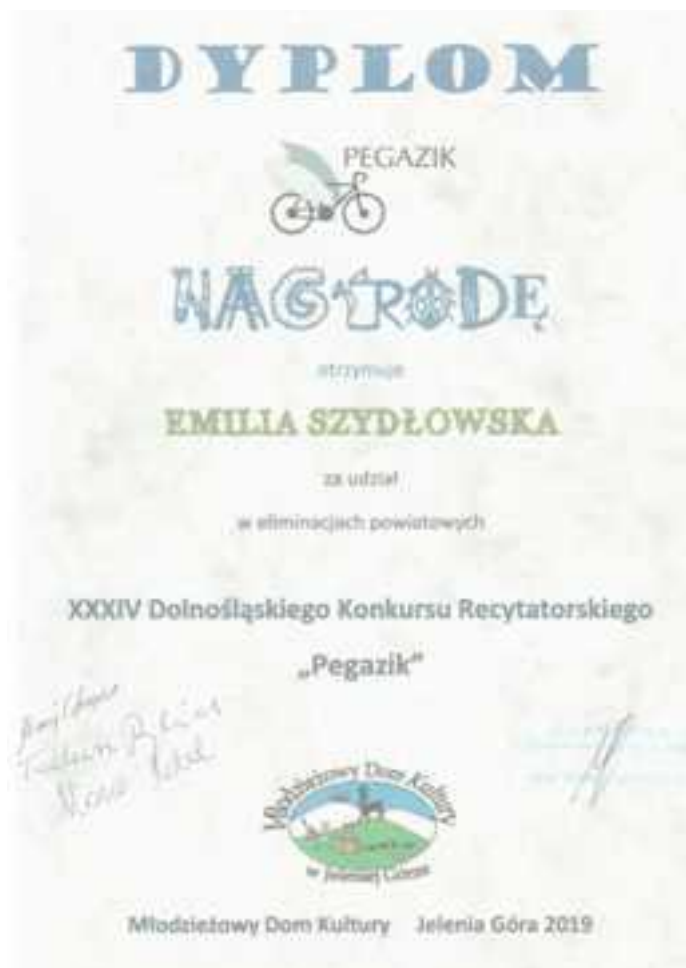 DYPLOM
PEGAZIK
NAGRODĘ
otrzymuje
EMILIA SZYDŁOWSKA
za udział
w eliminacjach powiatowych
XXXIV Dolnośląskiego Konkursu Recytatorskiego
„Pegazik”
Młodzieżowy Dom Kultury
w Jeleniej Górze
Młodzieżowy Dom Kultury Jelenia Góra 2019